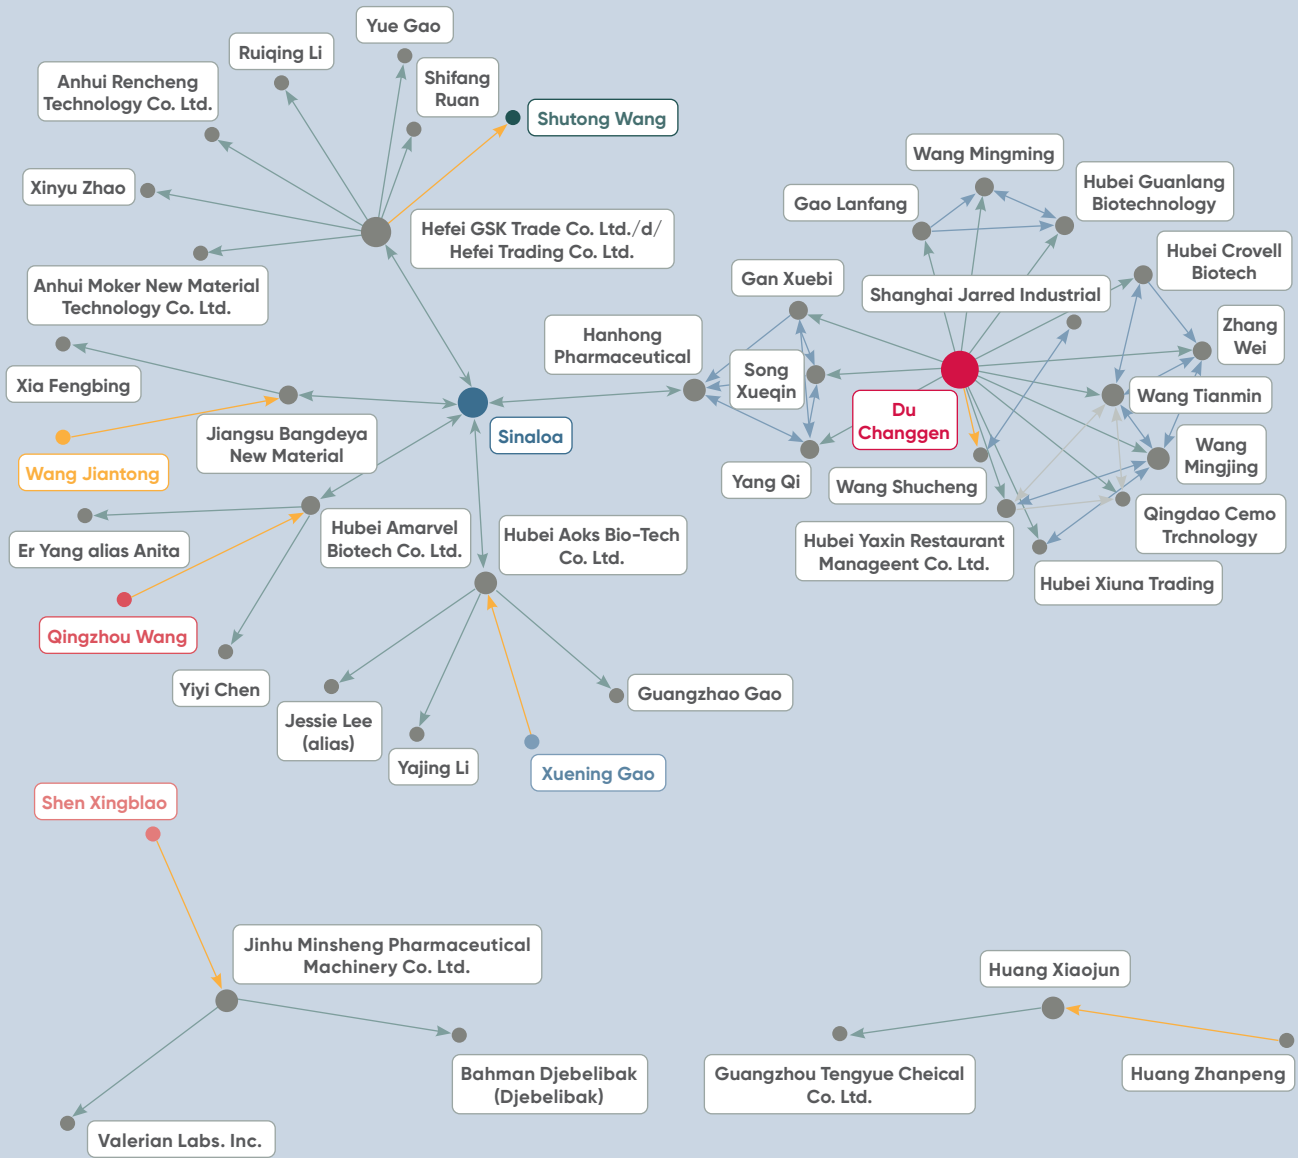 Yue Gao
Ruiqing Li
Anhui Rencheng
Technology Co. Ltd.
Shifang
Ruan
Shutong Wang
Xinyu Zhao
Hefei GSK Trade Co. Ltd./d/
Hefei Trading Co. Ltd.
Anhui Moker New Material
Technology Co. Ltd.
Xia Fengbing
Wang Jiantong
Jiangsu Bangdeya
New Material
Sinaloa
Er Yang alias Anita
Hubei Amarvel
Biotech Co. Ltd.
Hubei Aoks Bio-Tech
Co. Ltd.
Qingzhou Wang
Yiyi Chen
Jessie Lee
(alias)
Yajing Li
Guangzhao Gao
Xuening Gao
Wang Mingming
Gao Lanfang
Hubei Guanlang
Biotechnology
Hubei Crovell
Biotech
Gan Xuebi
Shanghai Jarred Industrial
Hanhong
Pharmaceutical
Song
Xueqin
Zhang
Wei
Wang Tianmin
Du
Changgen
Wang
Mingjing
Yang Qi
Wang Shucheng
Hubei Yaxin Restaurant
Manageent Co. Ltd.
Qingdao Cemo
Trchnology
Hubei Xiuna Trading
Shen Xingblao
Jinhu Minsheng Pharmaceutical
Machinery Co. Ltd.
Bahman Djebelibak
(Djebelibak)
Valerian Labs. Inc.
Huang Xiaojun
Guangzhou Tengyue Cheical
Co. Ltd.
Huang Zhanpeng